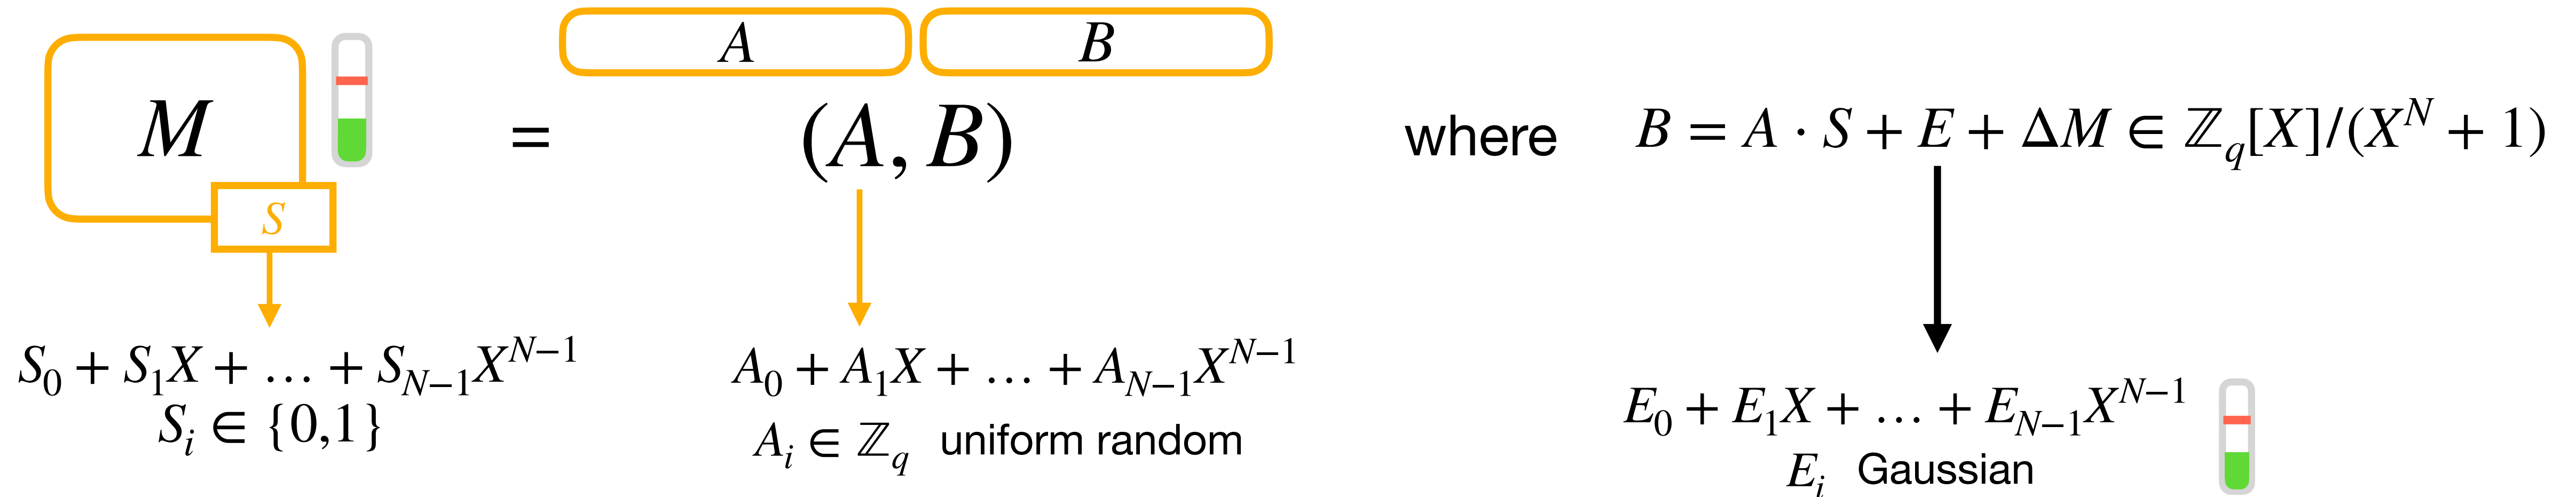 A B
M = (A, B) where B = A · S + E + ΔM ∈ ℤ_q[X]/(X^N + 1)
S
S_0 + S_1X + … + S_{N−1}X^{N−1} A_0 + A_1X + … + A_{N−1}X^{N−1} E_0 + E_1X + … + E_{N−1}X^{N−1}
S_i ∈ {0,1} A_i ∈ ℤ_q uniform random E_i Gaussian